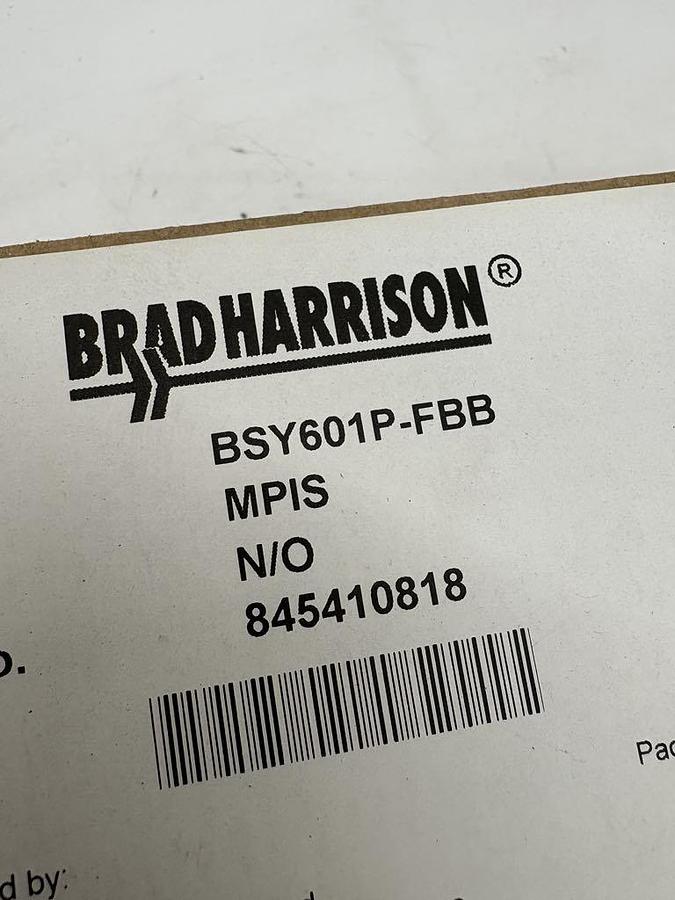 BRADHARRISON®
BSY601P-FBB
MPIS
N/O
845410818